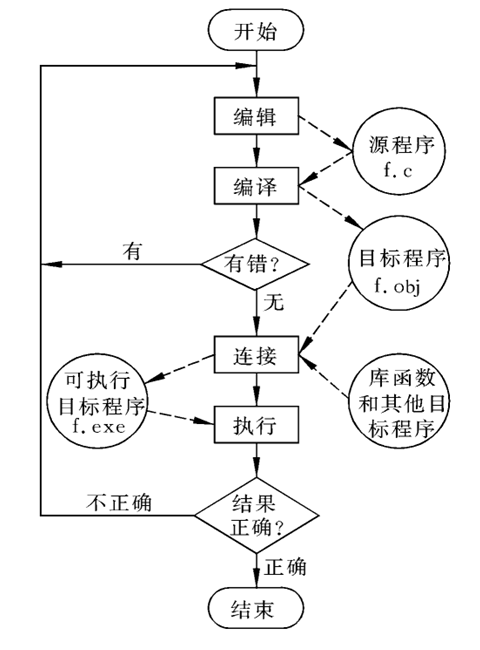 开始
编辑
源程序
f.c
编译
有
有错?
目标程序
f.obj
无
连接
可执行
目标程序
f.exe
库函数
和其他目
标程序
执行
不正确
结果
正确?
正确
结束